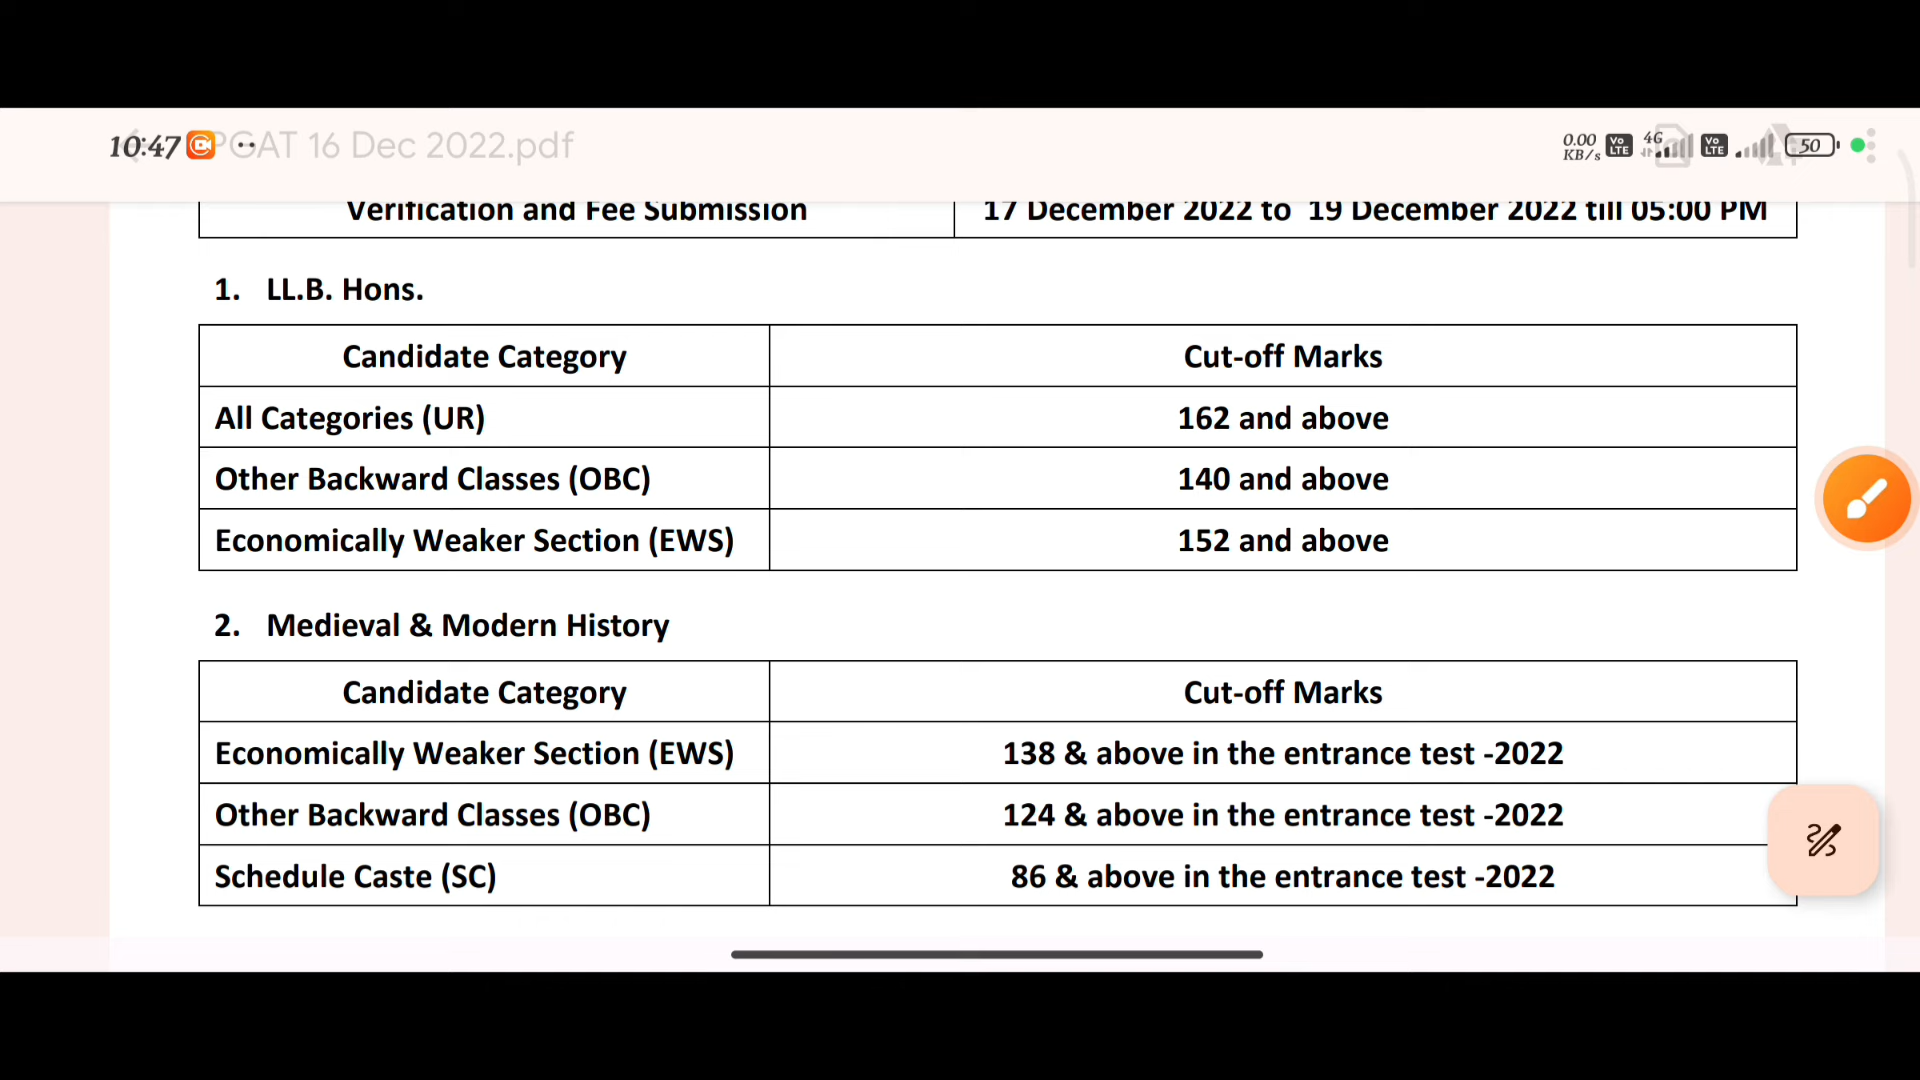 10:47 PGAT 16 Dec 2022.pdf 0.00 KB/s Vo LTE 4G Vo LTE 50
Verification and Fee Submission 17 December 2022 to 19 December 2022 till 05:00 PM
1. LL.B. Hons.
Candidate Category Cut-off Marks
All Categories (UR) 162 and above
Other Backward Classes (OBC) 140 and above
Economically Weaker Section (EWS) 152 and above
2. Medieval & Modern History
Candidate Category Cut-off Marks
Economically Weaker Section (EWS) 138 & above in the entrance test -2022
Other Backward Classes (OBC) 124 & above in the entrance test -2022
Schedule Caste (SC) 86 & above in the entrance test -2022